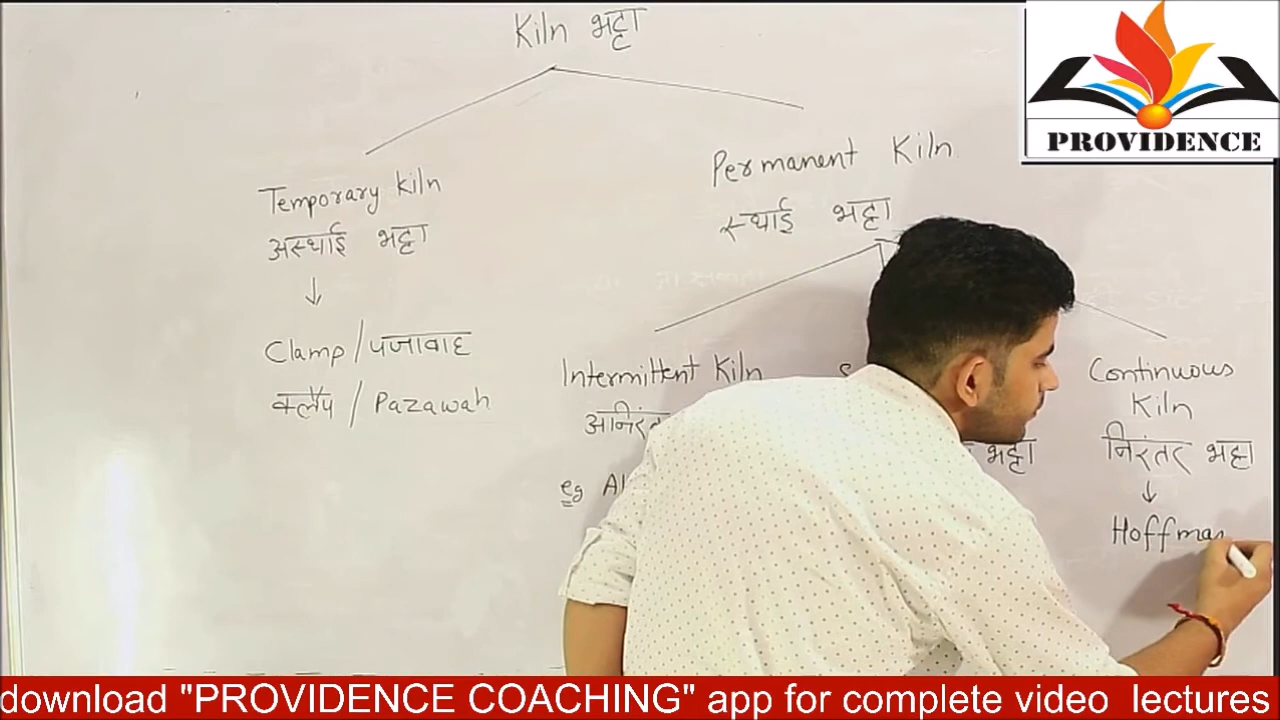 Kiln भट्टा
PROVIDENCE
Permanent Kiln
स्थाई भट्टा
Temporary Kiln
अस्थाई भट्टा
↓
Clamp / पजावाह
क्लैंप / Pazawah
Intermittent Kiln
eg
भट्टा
Continuous
Kiln
निरंतर भट्टा
↓
Hoffman
download "PROVIDENCE COACHING" app for complete video lectures